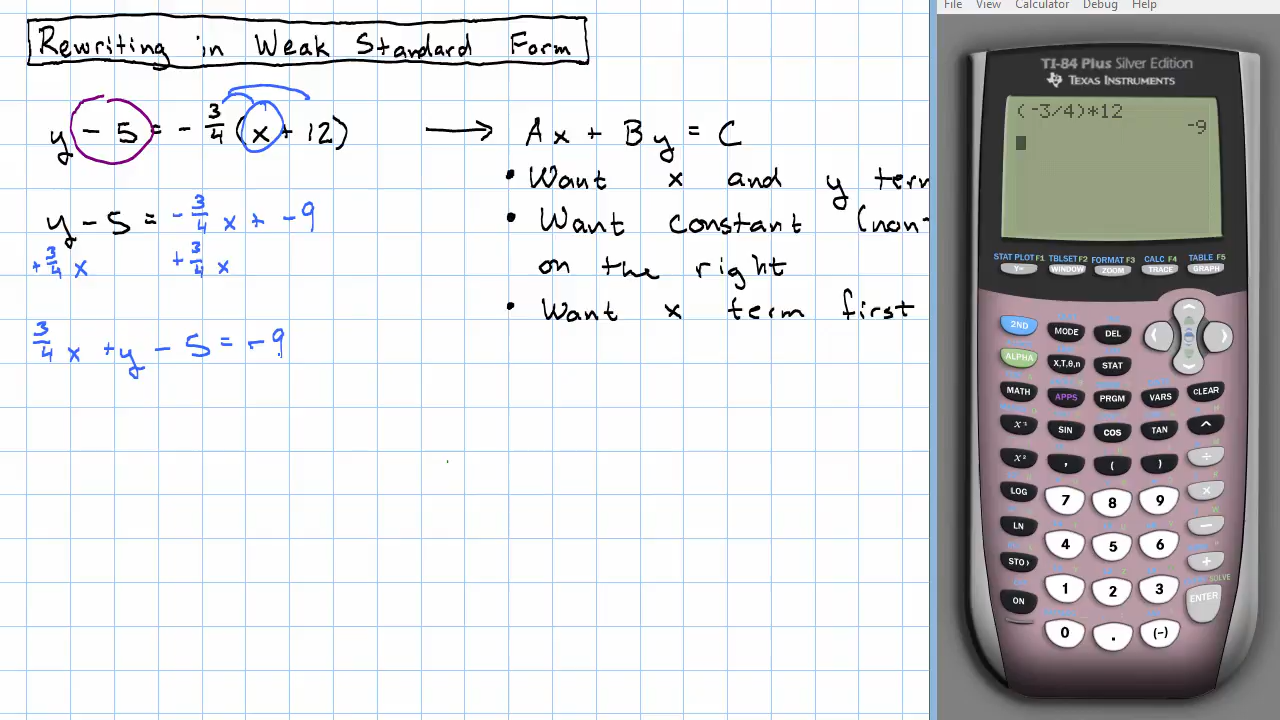 Rewriting in Weak Standard Form
y - 5 = - 3/4 (x + 12) → Ax + By = C
• Want x and y term
• Want constant (non-
on the right
• Want x term first
y - 5 = -3/4 x + -9
+3/4 x +3/4 x
3/4 x + y - 5 = -9
File View Calculator Debug Help
TI-84 Plus Silver Edition
TEXAS INSTRUMENTS
(-3/4)*12
-9
STAT PLOT F1 TBLSET F2 FORMAT F3 CALC F4 TABLE F5
Y= WINDOW ZOOM TRACE GRAPH
2ND MODE DEL
ALPHA X,T,θ,n STAT
MATH APPS PRGM VARS CLEAR
x⁻¹ SIN COS TAN ^
x² , ( ) ÷
LOG 7 8 9 ×
LN 4 5 6 −
STO› 1 2 3 +
ON 0 . (-) ENTER